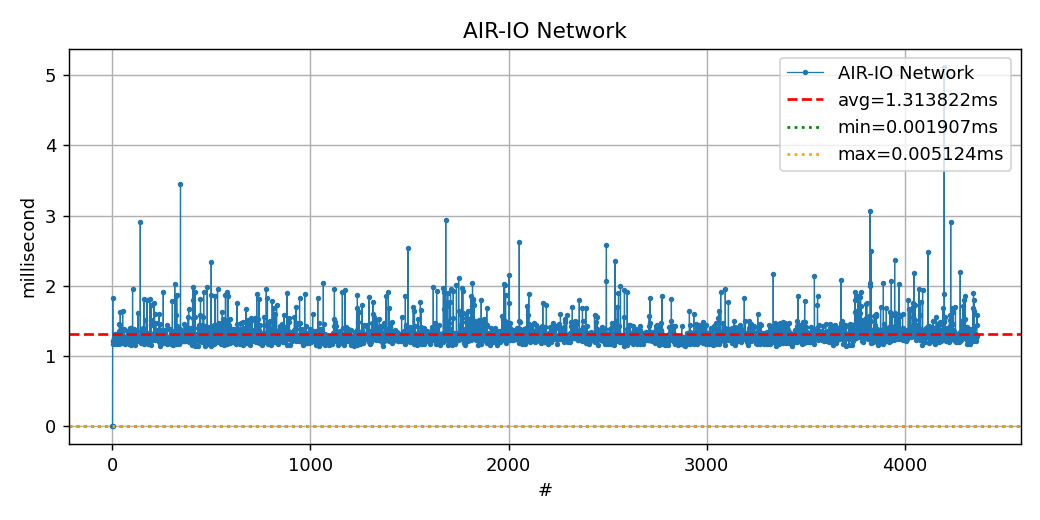 AIR-IO Network
5
4
3
2
1
0
millisecond
AIR-IO Network
avg=1.313822ms
min=0.001907ms
max=0.005124ms
0
1000
2000
3000
4000
#